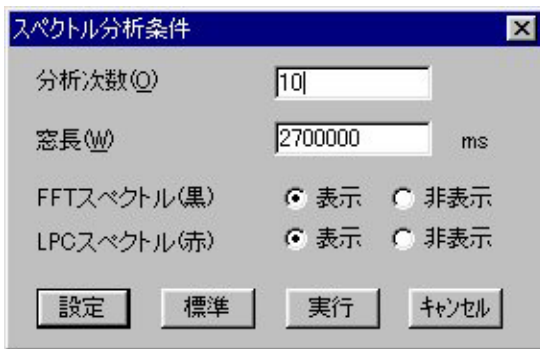 スペクトル分析条件
分析次数(O) 10
窓長(W) 2700000 ms
FFTスペクトル(黒) 表示 非表示
LPCスペクトル(赤) 表示 非表示
設定 標準 実行 キャンセル